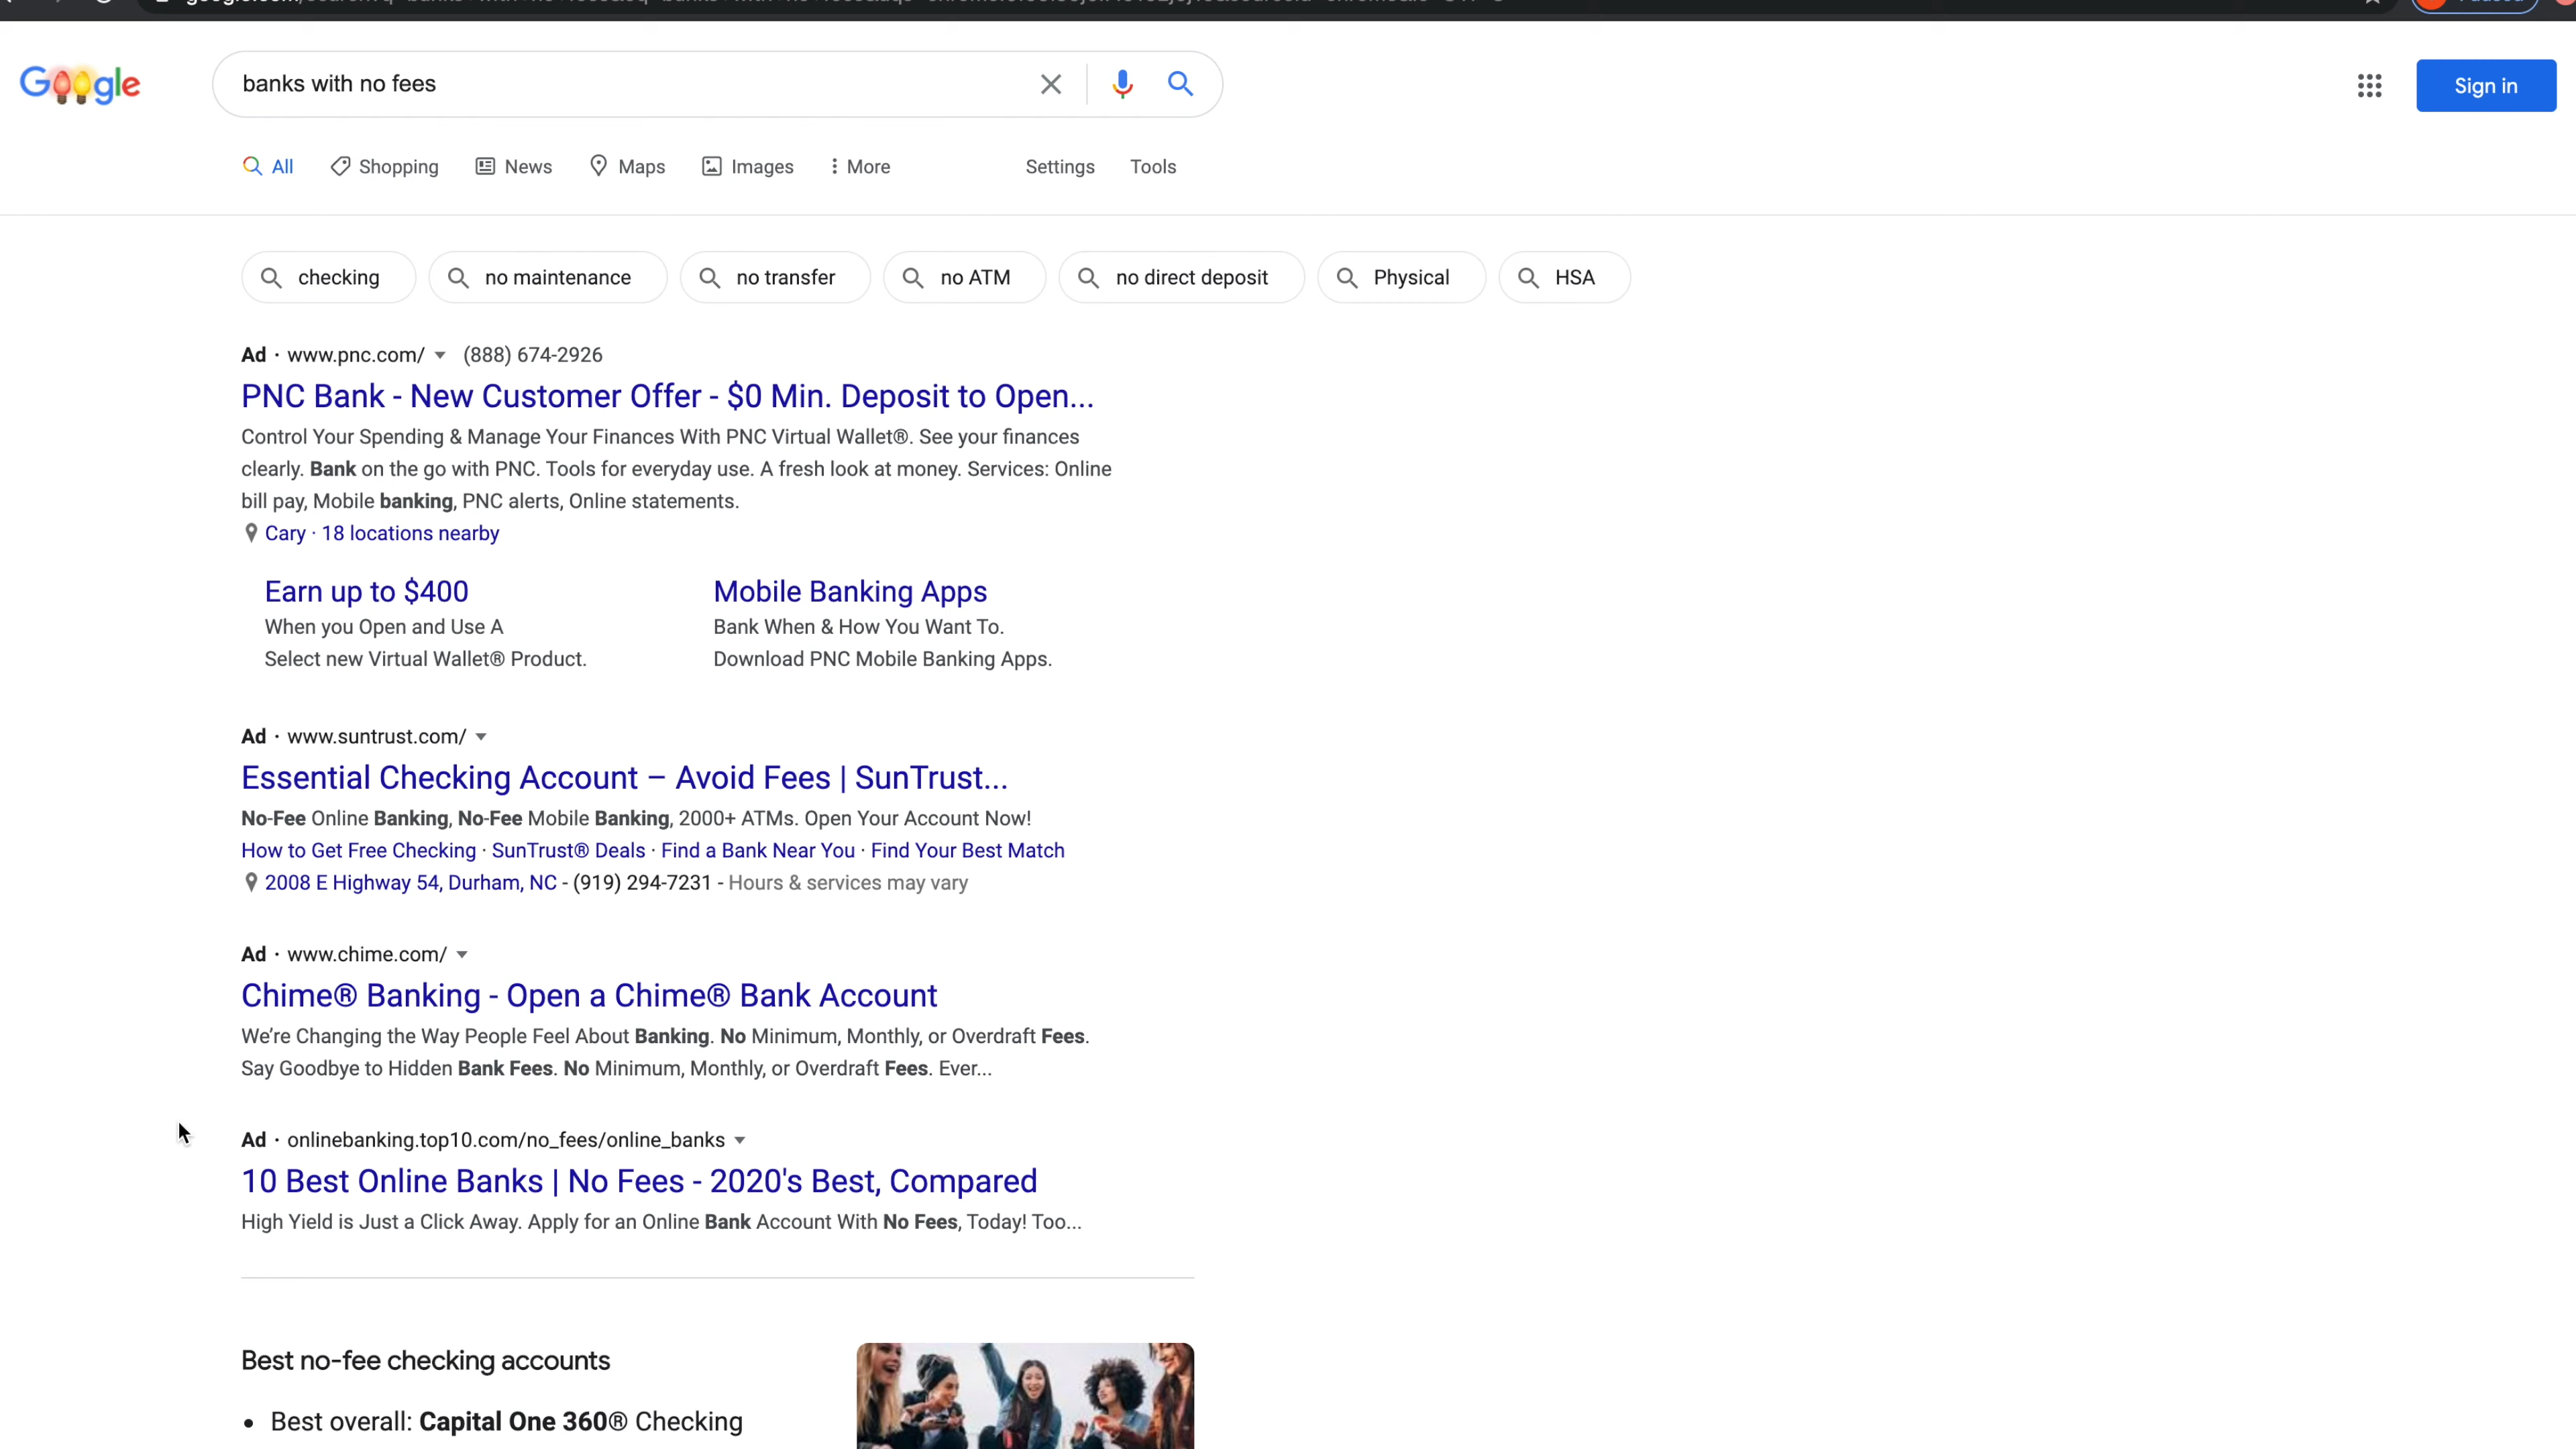 Google
banks with no fees
Sign in
All Shopping News Maps Images More Settings Tools
checking no maintenance no transfer no ATM no direct deposit Physical HSA
Ad · www.pnc.com/ (888) 674-2926
PNC Bank - New Customer Offer - $0 Min. Deposit to Open...
Control Your Spending & Manage Your Finances With PNC Virtual Wallet®. See your finances
clearly. Bank on the go with PNC. Tools for everyday use. A fresh look at money. Services: Online
bill pay, Mobile banking, PNC alerts, Online statements.
Cary · 18 locations nearby
Earn up to $400
When you Open and Use A
Select new Virtual Wallet® Product.
Mobile Banking Apps
Bank When & How You Want To.
Download PNC Mobile Banking Apps.
Ad · www.suntrust.com/
Essential Checking Account – Avoid Fees | SunTrust...
No-Fee Online Banking, No-Fee Mobile Banking, 2000+ ATMs. Open Your Account Now!
How to Get Free Checking · SunTrust® Deals · Find a Bank Near You · Find Your Best Match
2008 E Highway 54, Durham, NC - (919) 294-7231 - Hours & services may vary
Ad · www.chime.com/
Chime® Banking - Open a Chime® Bank Account
We’re Changing the Way People Feel About Banking. No Minimum, Monthly, or Overdraft Fees.
Say Goodbye to Hidden Bank Fees. No Minimum, Monthly, or Overdraft Fees. Ever...
Ad · onlinebanking.top10.com/no_fees/online_banks
10 Best Online Banks | No Fees - 2020's Best, Compared
High Yield is Just a Click Away. Apply for an Online Bank Account With No Fees, Today! Too...
Best no-fee checking accounts
• Best overall: Capital One 360® Checking